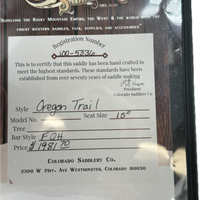 Supplying the Rocky Mountain Empire, the West & the World
finest western saddles, tack, supplies, and accessories
Registration Number
100-5336
This is to certify that this saddle has been hand crafted to
meet the highest standards. These standards have been
established from over seventy years of saddle making.
President
Colorado Saddlery Co.
Style Oregon Trail
Model No. Seat Size 15"
Tree
Bar Style FQH
Price $1981.70
Colorado Saddlery Co.
Ave Westminster, Colorado 80030